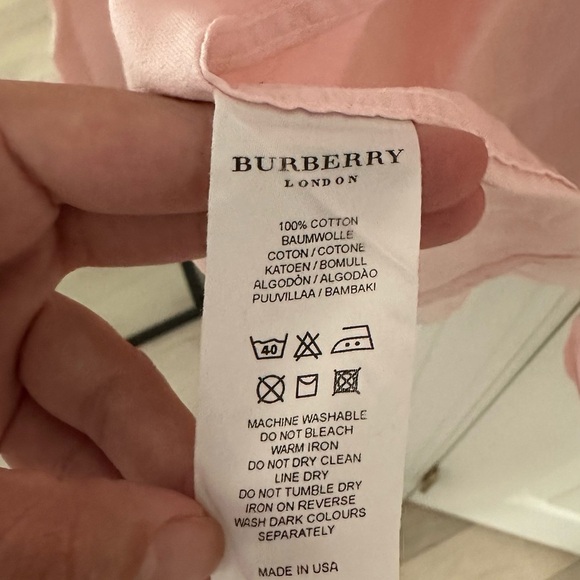 BURBERRY
LONDON
100% COTTON
BAUMWOLLE
COTON / COTONE
KATOEN / BOMULL
ALGODÒN / ALGODÀO
PUUVILLAA / BAMBAKI
40
MACHINE WASHABLE
DO NOT BLEACH
WARM IRON
DO NOT DRY CLEAN
LINE DRY
DO NOT TUMBLE DRY
IRON ON REVERSE
WASH DARK COLOURS
SEPARATELY
MADE IN USA